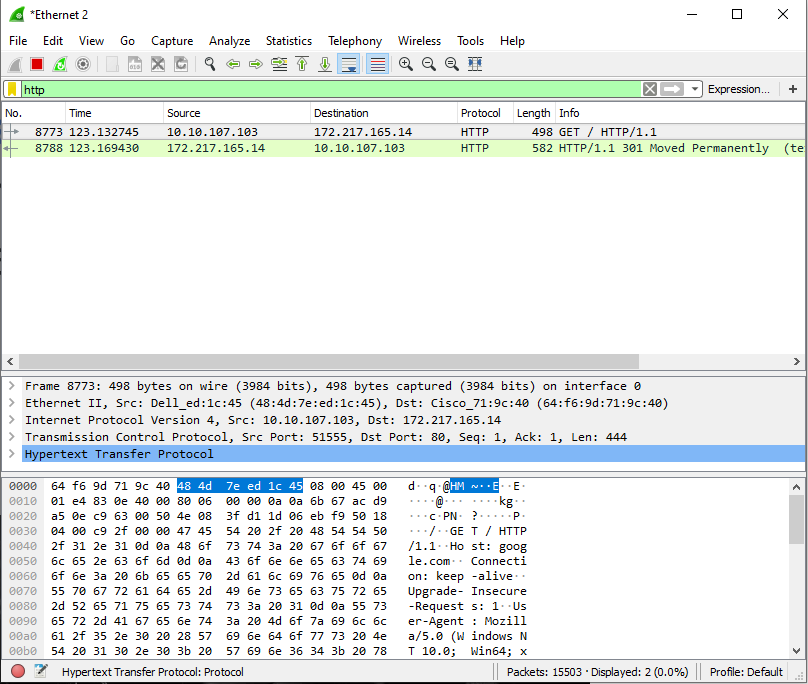 *Ethernet 2
File Edit View Go Capture Analyze Statistics Telephony Wireless Tools Help
http Expression... +
No. Time Source Destination Protocol Length Info
8773 123.132745 10.10.107.103 172.217.165.14 HTTP 498 GET / HTTP/1.1
8788 123.169430 172.217.165.14 10.10.107.103 HTTP 582 HTTP/1.1 301 Moved Permanently (te
Frame 8773: 498 bytes on wire (3984 bits), 498 bytes captured (3984 bits) on interface 0
Ethernet II, Src: Dell_ed:1c:45 (48:4d:7e:ed:1c:45), Dst: Cisco_71:9c:40 (64:f6:9d:71:9c:40)
Internet Protocol Version 4, Src: 10.10.107.103, Dst: 172.217.165.14
Transmission Control Protocol, Src Port: 51555, Dst Port: 80, Seq: 1, Ack: 1, Len: 444
Hypertext Transfer Protocol
0000 64 f6 9d 71 9c 40 48 4d 7e ed 1c 45 08 00 45 00 d··q·@HM ~··E··E·
0010 01 e4 83 0e 40 00 80 06 00 00 0a 0a 6b 67 ac d9 ····@··· ····kg··
0020 a5 0e c9 63 00 50 4e 08 3f d1 1d 06 eb f9 50 18 ···c·PN· ?·····P·
0030 04 00 c9 2f 00 00 47 45 54 20 2f 20 48 54 54 50 ···/··GE T / HTTP
0040 2f 31 2e 31 0d 0a 48 6f 73 74 3a 20 67 6f 6f 67 /1.1··Ho st: goog
0050 6c 65 2e 63 6f 6d 0d 0a 43 6f 6e 6e 65 63 74 69 le.com·· Connecti
0060 6f 6e 3a 20 6b 65 65 70 2d 61 6c 69 76 65 0d 0a on: keep -alive··
0070 55 70 67 72 61 64 65 2d 49 6e 73 65 63 75 72 65 Upgrade- Insecure
0080 2d 52 65 71 75 65 73 74 73 3a 20 31 0d 0a 55 73 -Request s: 1··Us
0090 65 72 2d 41 67 65 6e 74 3a 20 4d 6f 7a 69 6c 6c er-Agent : Mozill
00a0 61 2f 35 2e 30 20 28 57 69 6e 64 6f 77 73 20 4e a/5.0 (W indows N
54 20 31 30 2e 30 3b 20 57 69 6e 36 34 3b 20 78 T 10.0; Win64; x
Hypertext Transfer Protocol: Protocol Packets: 15503 · Displayed: 2 (0.0%) Profile: Default